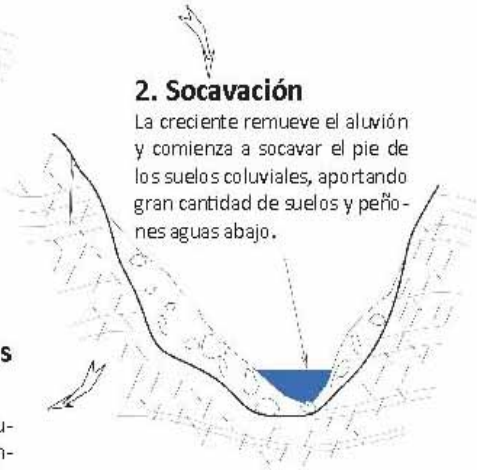 2. Socavación
La creciente remueve el aluvión
y comienza a socavar el pie de
los suelos coluviales, aportando
gran cantidad de suelos y peño-
nes aguas abajo.
s
u-
n-